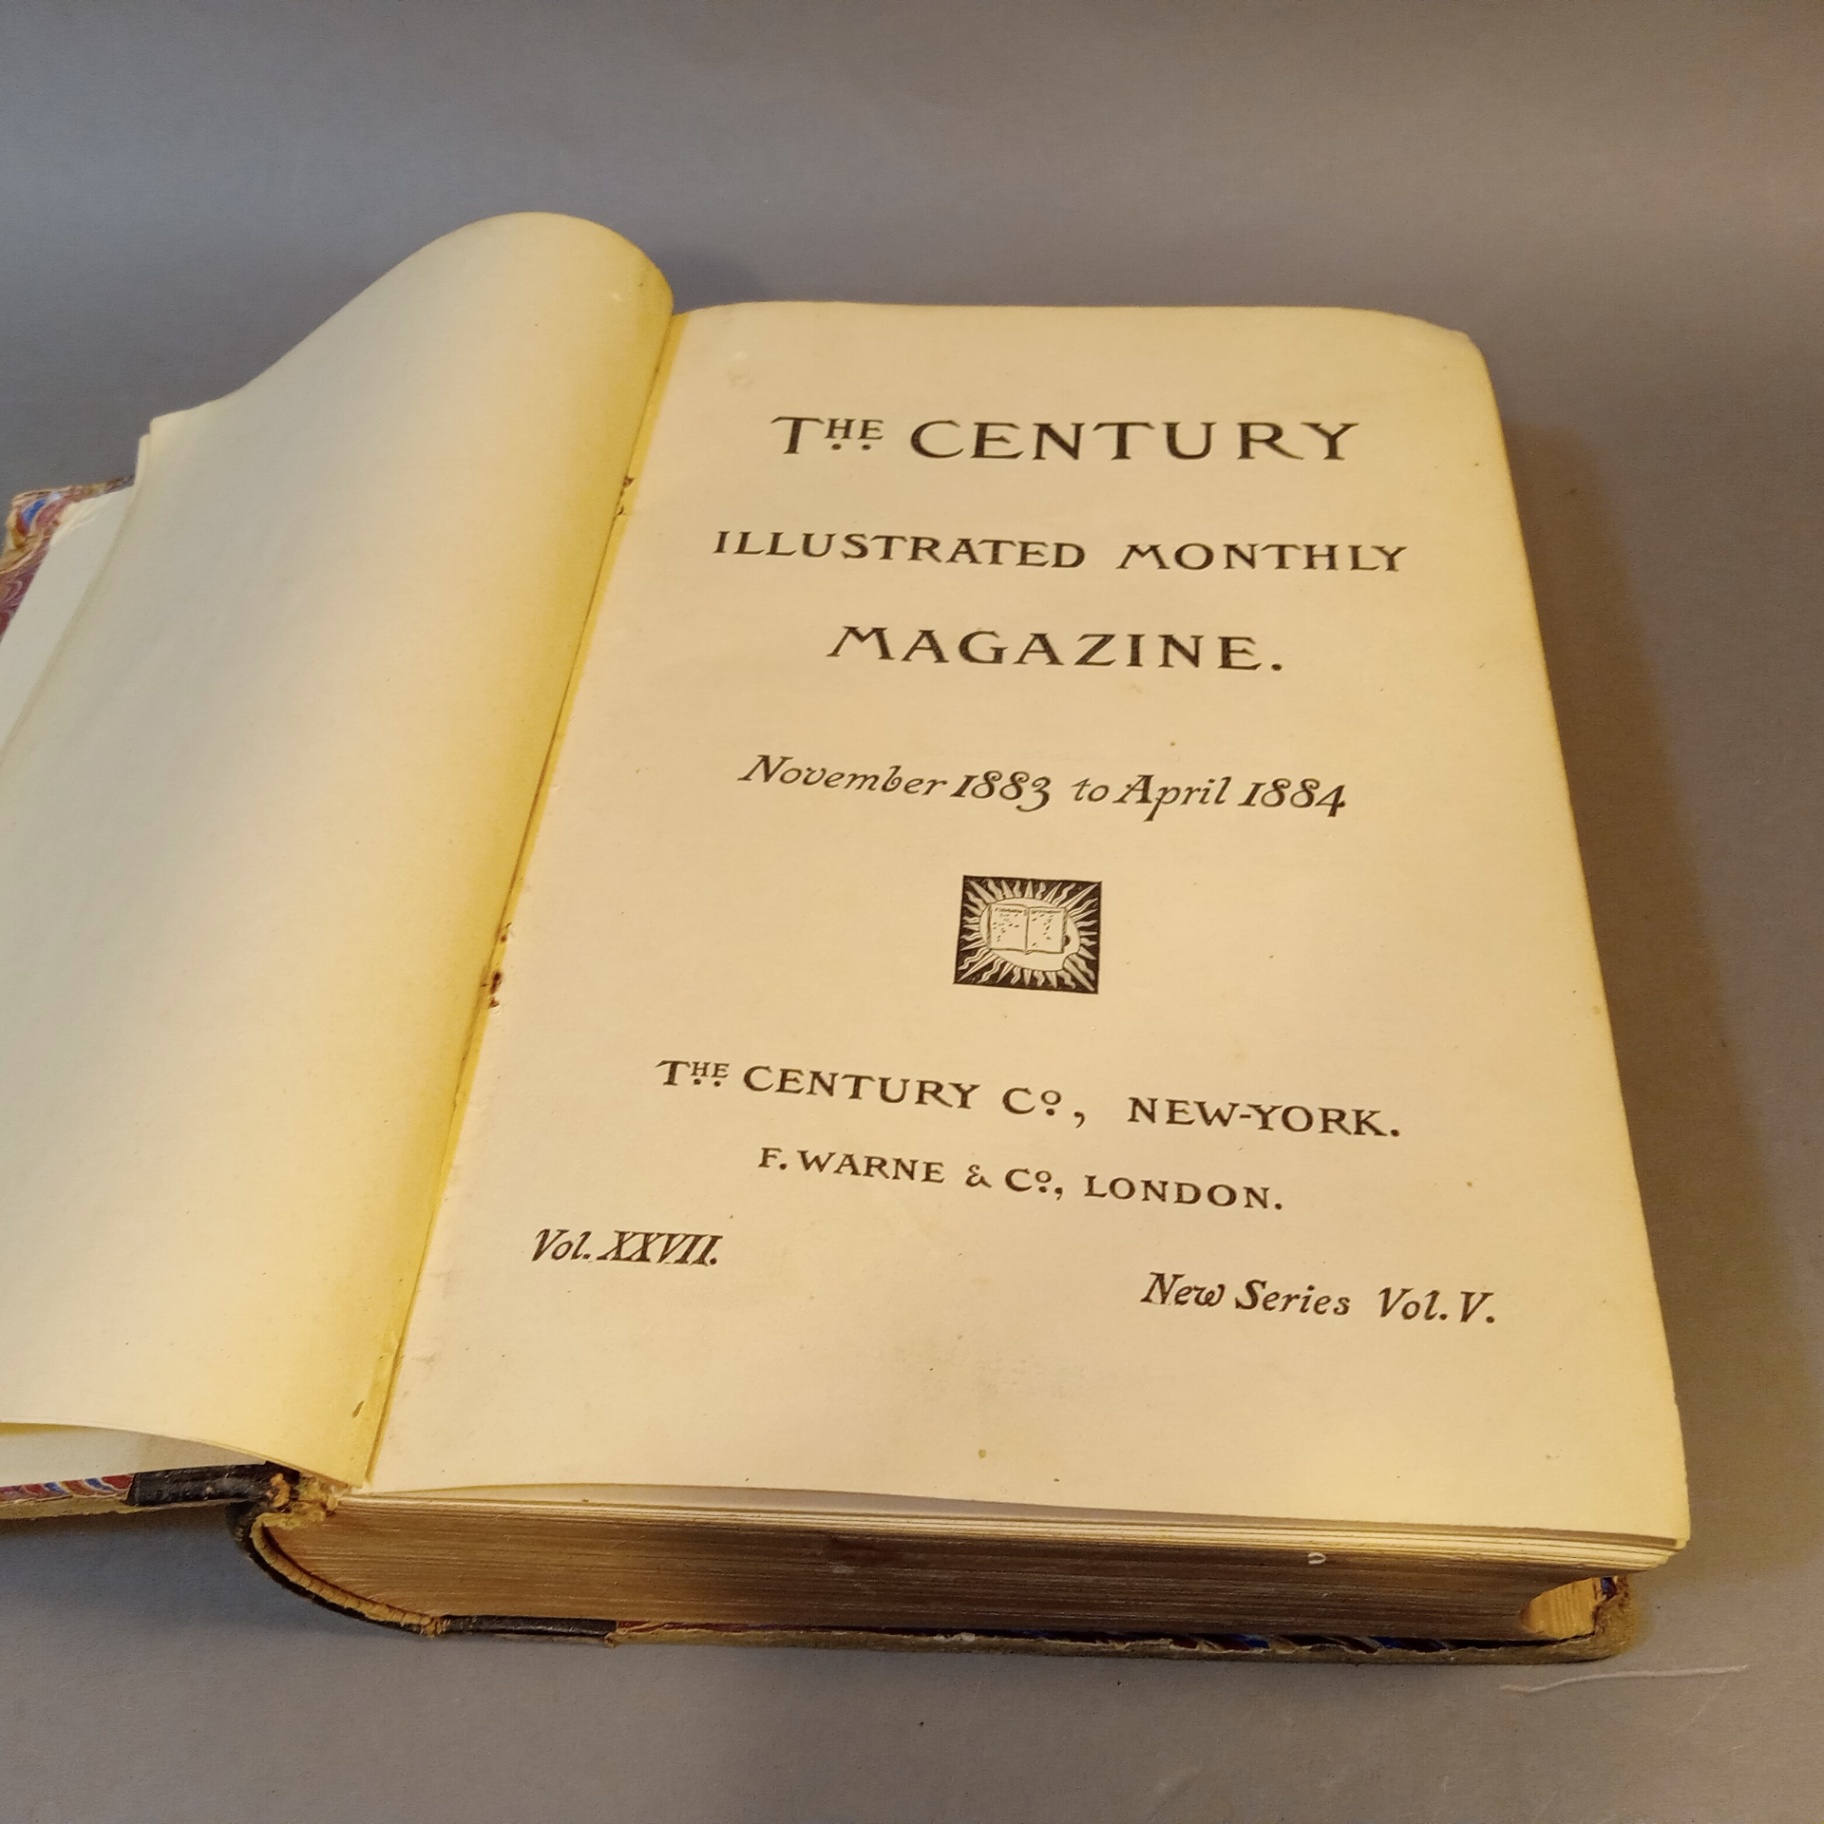 THE CENTURY
ILLUSTRATED MONTHLY
MAGAZINE.
November 1883 to April 1884
THE CENTURY Co, NEW-YORK.
F. WARNE & Co, LONDON.
Vol. XXVII.
New Series Vol. V.